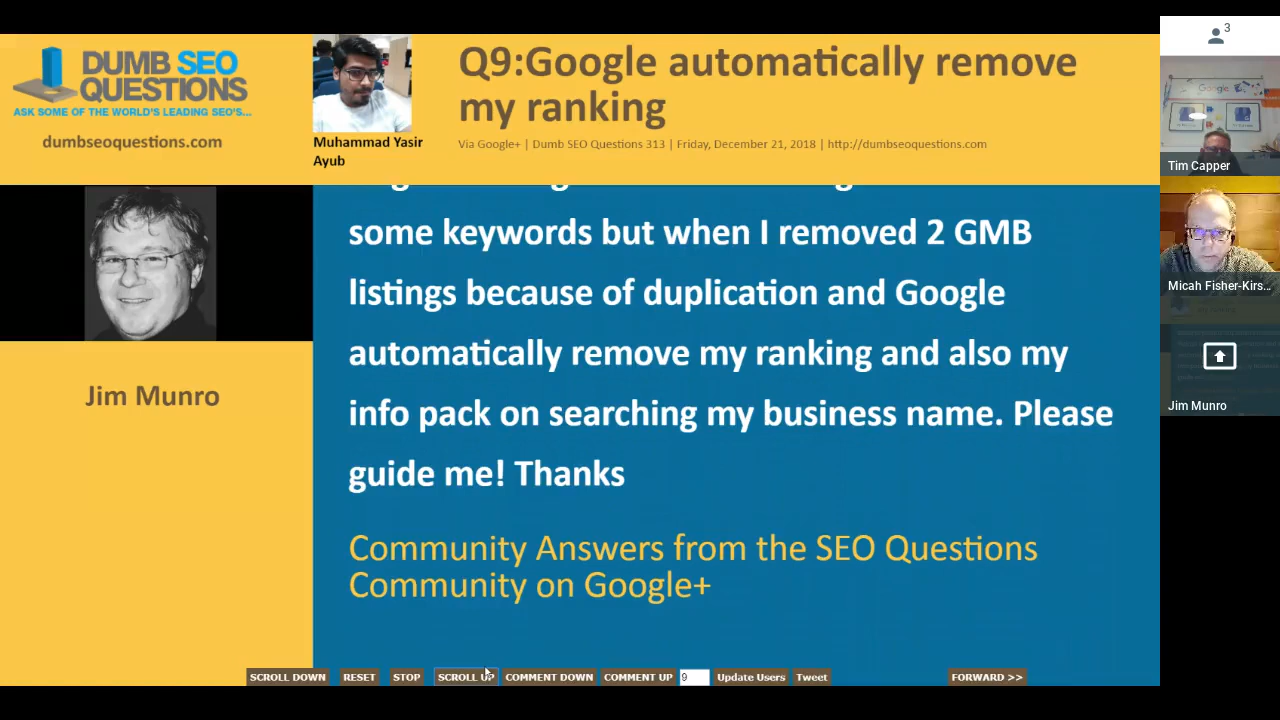 DUMB SEO
QUESTIONS
ASK SOME OF THE WORLD'S LEADING SEO'S...
dumbseoquestions.com
Muhammad Yasir
Ayub
Q9:Google automatically remove
my ranking
Via Google+ | Dumb SEO Questions 313 | Friday, December 21, 2018 | http://dumbseoquestions.com
Jim Munro
some keywords but when I removed 2 GMB
listings because of duplication and Google
automatically remove my ranking and also my
info pack on searching my business name. Please
guide me! Thanks
Community Answers from the SEO Questions
Community on Google+
SCROLL DOWN RESET STOP SCROLL UP COMMENT DOWN COMMENT UP 9 Update Users Tweet FORWARD >>
3
Google
Tim Capper
Micah Fisher-Kirs...
Jim Munro